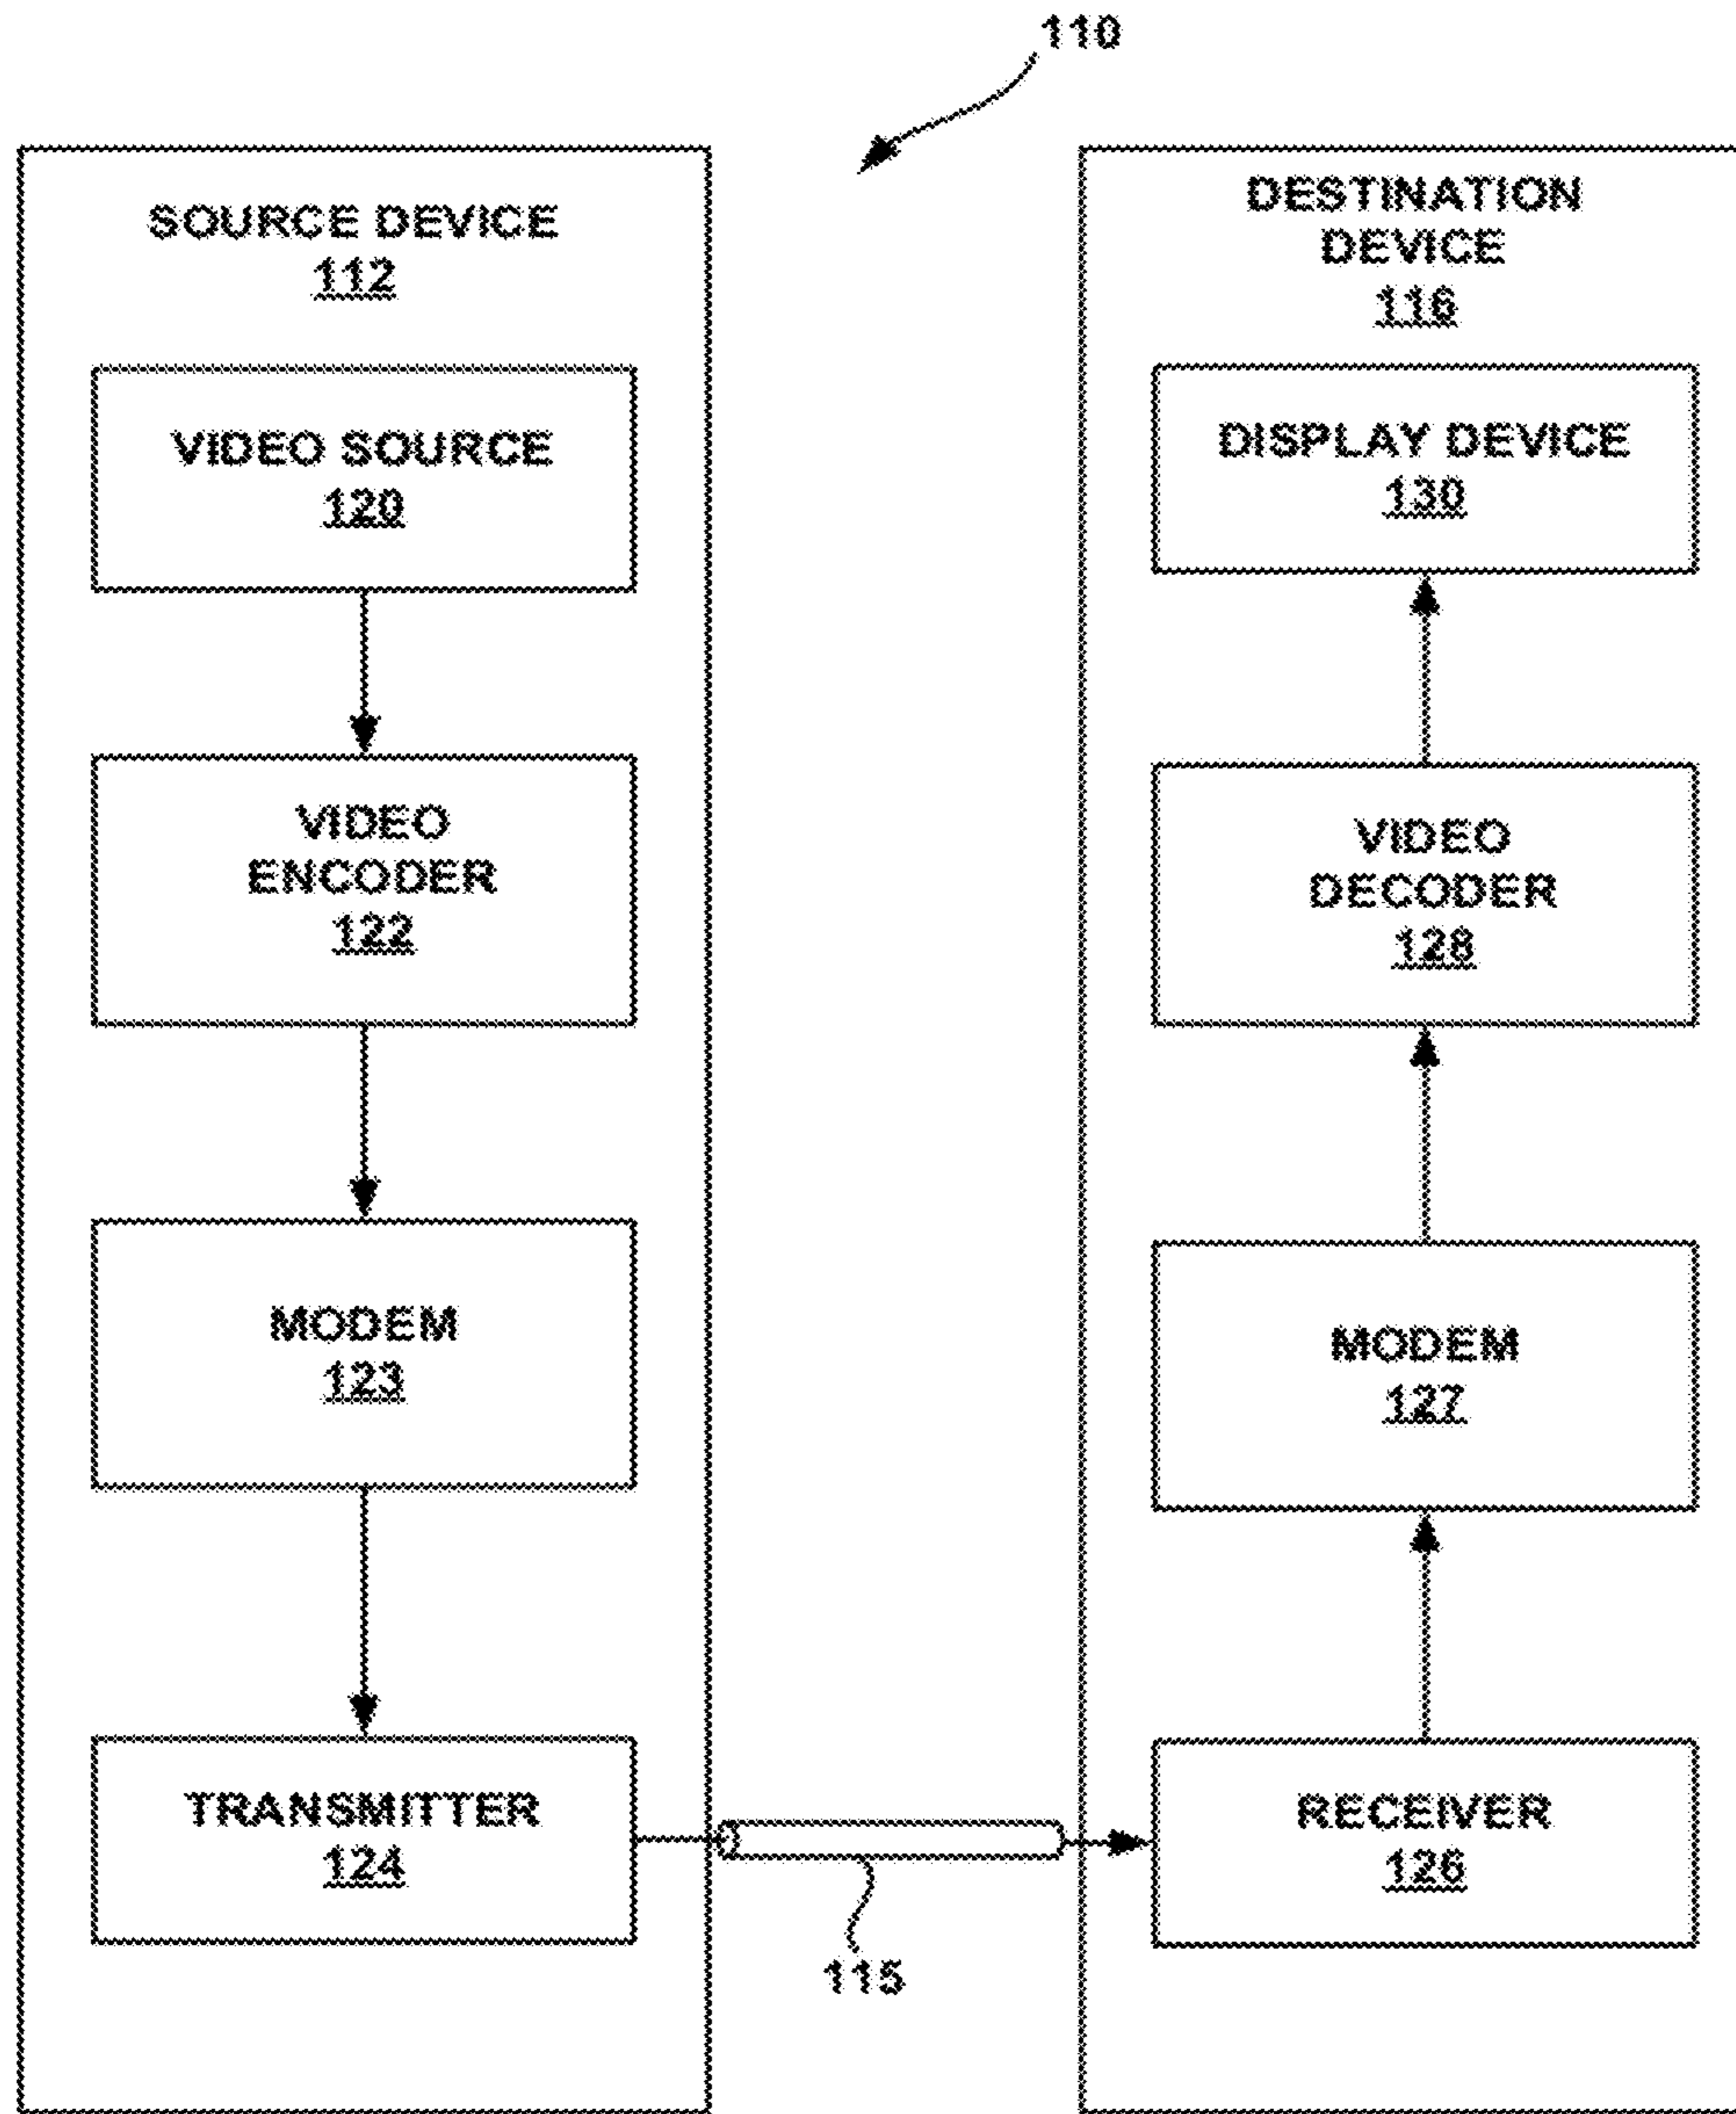 110
SOURCE DEVICE
112
VIDEO SOURCE
120
VIDEO
ENCODER
122
MODEM
123
TRANSMITTER
124
115
DESTINATION
DEVICE
116
DISPLAY DEVICE
130
VIDEO
DECODER
128
MODEM
127
RECEIVER
126